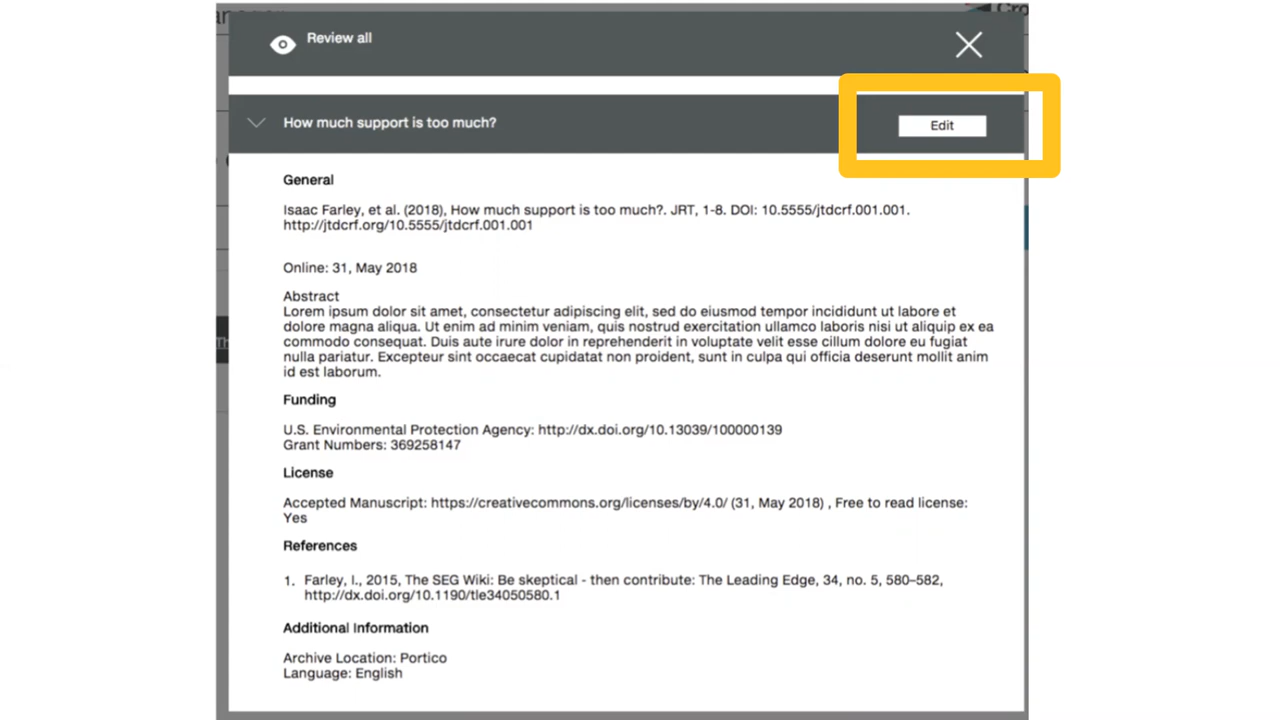 Review all
How much support is too much?
Edit
General
Isaac Farley, et al. (2018), How much support is too much?. JRT, 1-8. DOI: 10.5555/jtdcrf.001.001.
http://jtdcrf.org/10.5555/jtdcrf.001.001
Online: 31, May 2018
Abstract
Lorem ipsum dolor sit amet, consectetur adipiscing elit, sed do eiusmod tempor incididunt ut labore et
dolore magna aliqua. Ut enim ad minim veniam, quis nostrud exercitation ullamco laboris nisi ut aliquip ex ea
commodo consequat. Duis aute irure dolor in reprehenderit in voluptate velit esse cillum dolore eu fugiat
nulla pariatur. Excepteur sint occaecat cupidatat non proident, sunt in culpa qui officia deserunt mollit anim
id est laborum.
Funding
U.S. Environmental Protection Agency: http://dx.doi.org/10.13039/100000139
Grant Numbers: 369258147
License
Accepted Manuscript: https://creativecommons.org/licenses/by/4.0/ (31, May 2018) , Free to read license:
Yes
References
1. Farley, I., 2015, The SEG Wiki: Be skeptical - then contribute: The Leading Edge, 34, no. 5, 580–582,
http://dx.doi.org/10.1190/tle34050580.1
Additional Information
Archive Location: Portico
Language: English